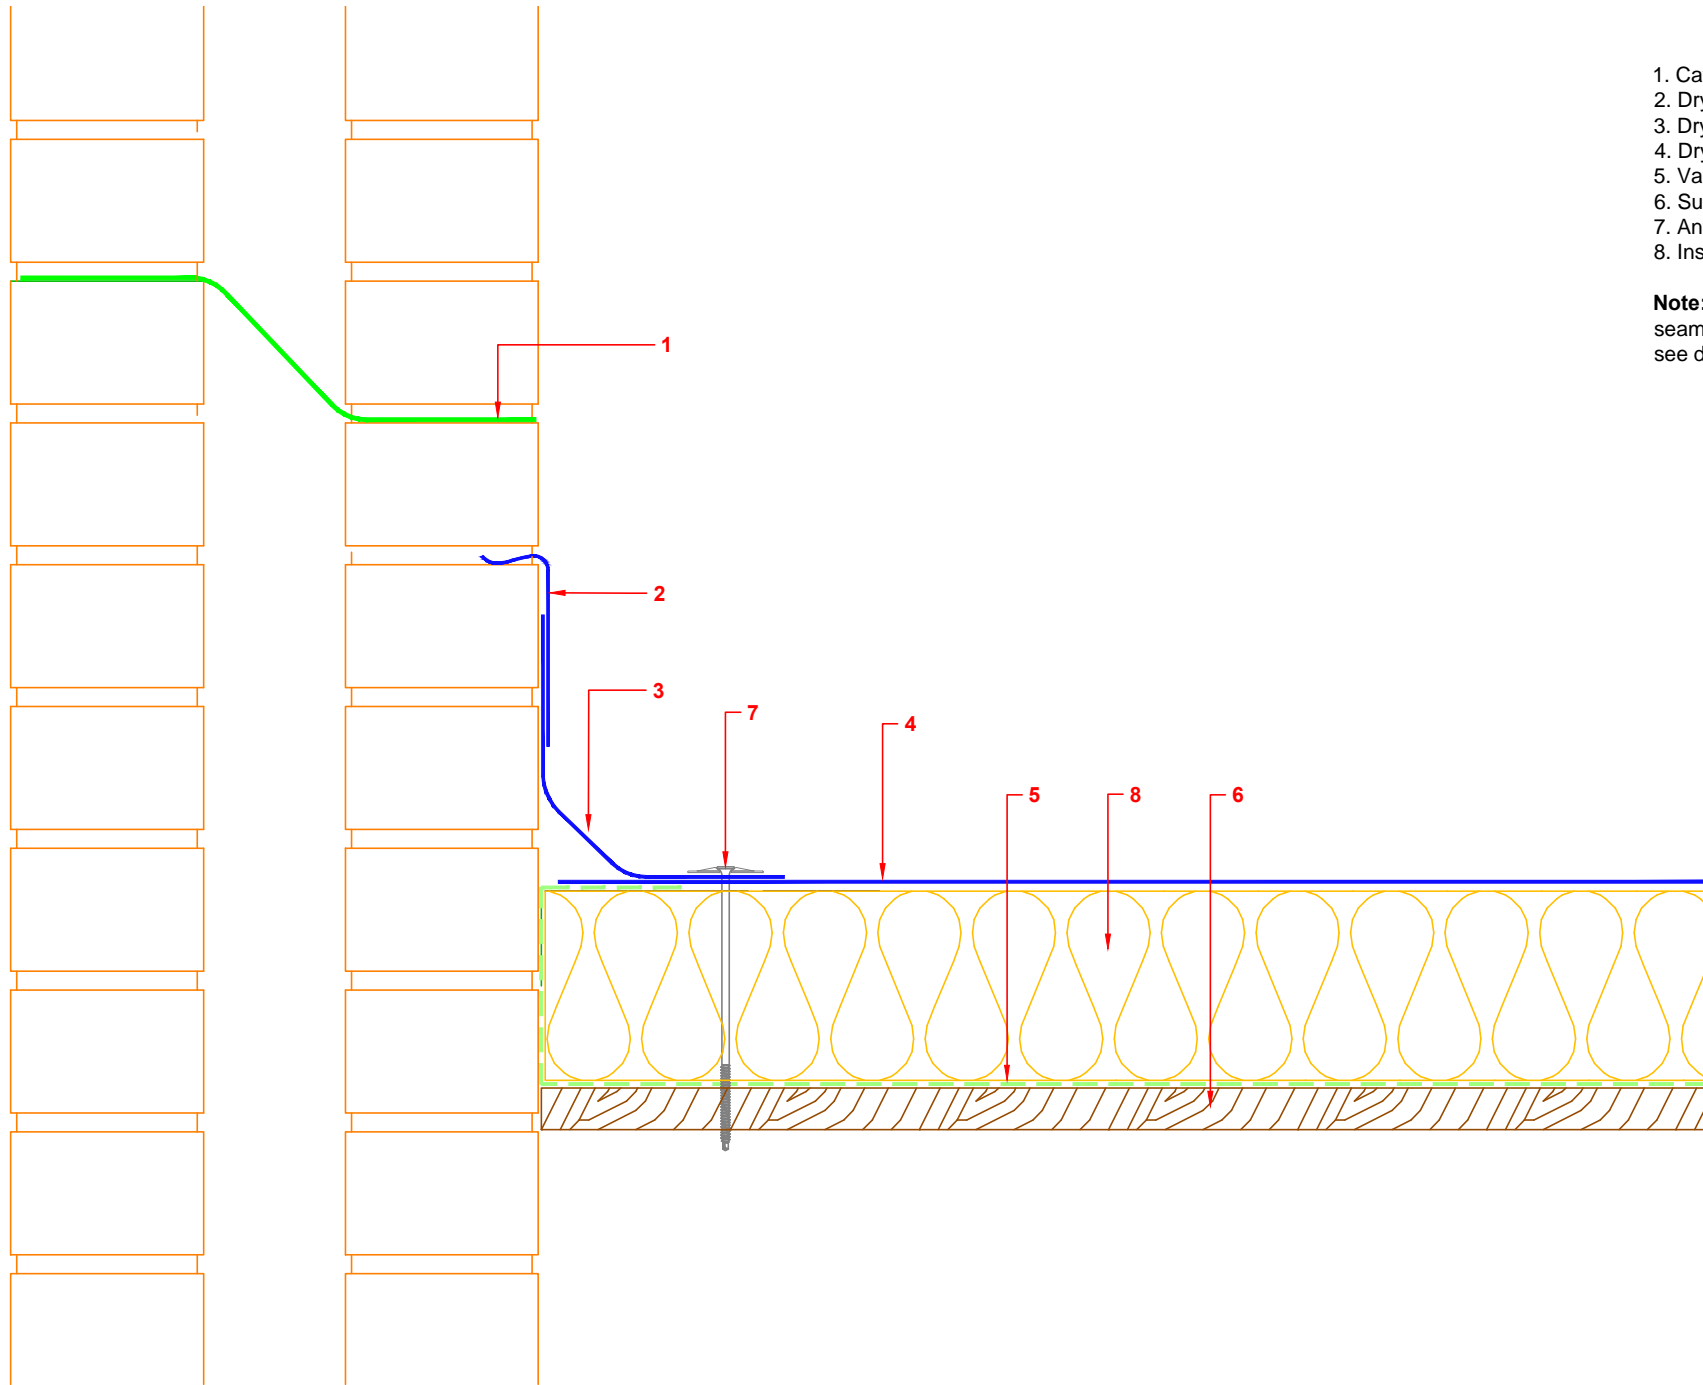 1. Ca
2. Dry
3. Dry
4. Dry
5. Va
6. Su
7. An
8. Ins
Note:
seam
see d
1
2
3
7
4
5
8
6